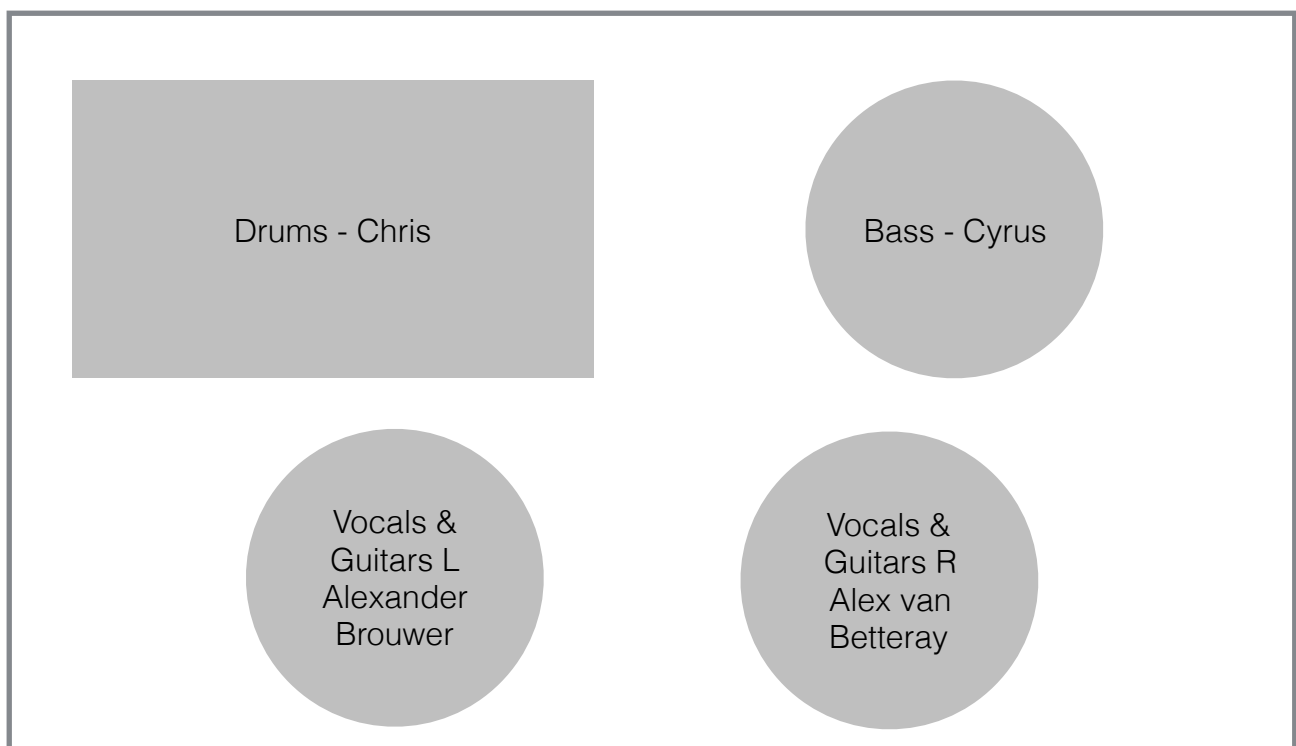 Drums - Chris
Bass - Cyrus
Vocals &
Guitars L
Alexander
Brouwer
Vocals &
Guitars R
Alex van
Betteray